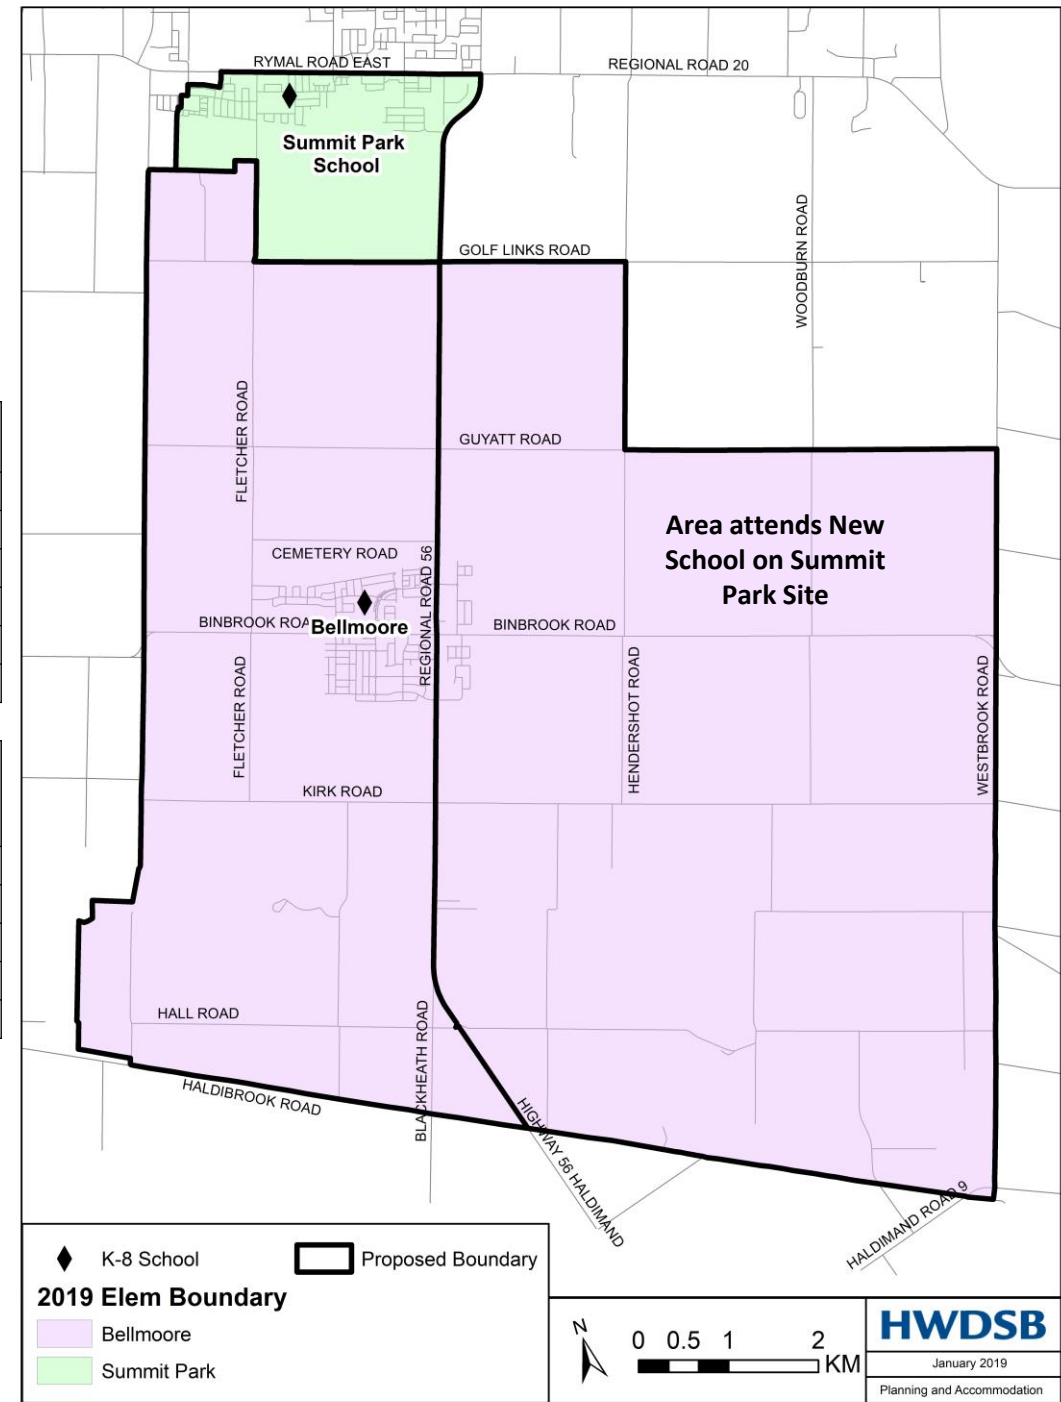 RYMAL ROAD EAST
REGIONAL ROAD 20
Summit Park
School
WOODBURN ROAD
GOLF LINKS ROAD
FLETCHER ROAD
GUYATT ROAD
Area attends New
School on Summit
Park Site
CEMETERY ROAD
REGIONAL ROAD 56
BINBROOK
Bellmoore
BINBROOK ROAD
FLETCHER ROAD
HENDERSHOT ROAD
WESTBROOK ROAD
KIRK ROAD
HALL ROAD
BLACKHEATH ROAD
HALDIBROOK ROAD
HIGHWAY 56 HALDIMAND
HALDIMAND ROAD 9
K-8 School
Proposed Boundary
2019 Elem Boundary
Bellmoore
Summit Park
N
0 0.5 1 2
KM
HWDSB
January 2019
Planning and Accommodation